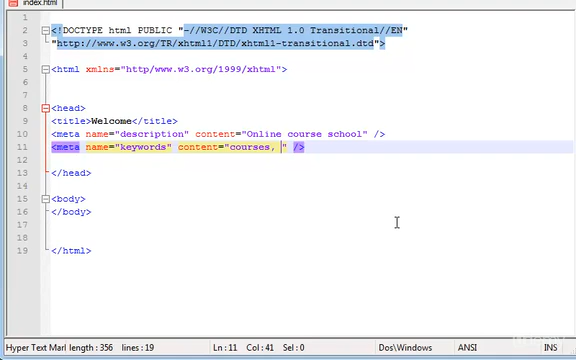 index.html
1
2 <!DOCTYPE html PUBLIC "-//W3C//DTD XHTML 1.0 Transitional//EN"
3 "http://www.w3.org/TR/xhtml1/DTD/xhtml1-transitional.dtd">
4
5 <html xmlns="http/www.w3.org/1999/xhtml">
6
7
8 <head>
9 <title>Welcome</title>
10 <meta name="description" content="Online course school" />
11 <meta name="keywords" content="courses, " />
12
13 </head>
14
15 <body>
16 </body>
17
18
19 </html>
Hyper Text Marl length : 356 lines : 19 Ln : 11 Col : 41 Sel : 0 Dos\Windows ANSI INS